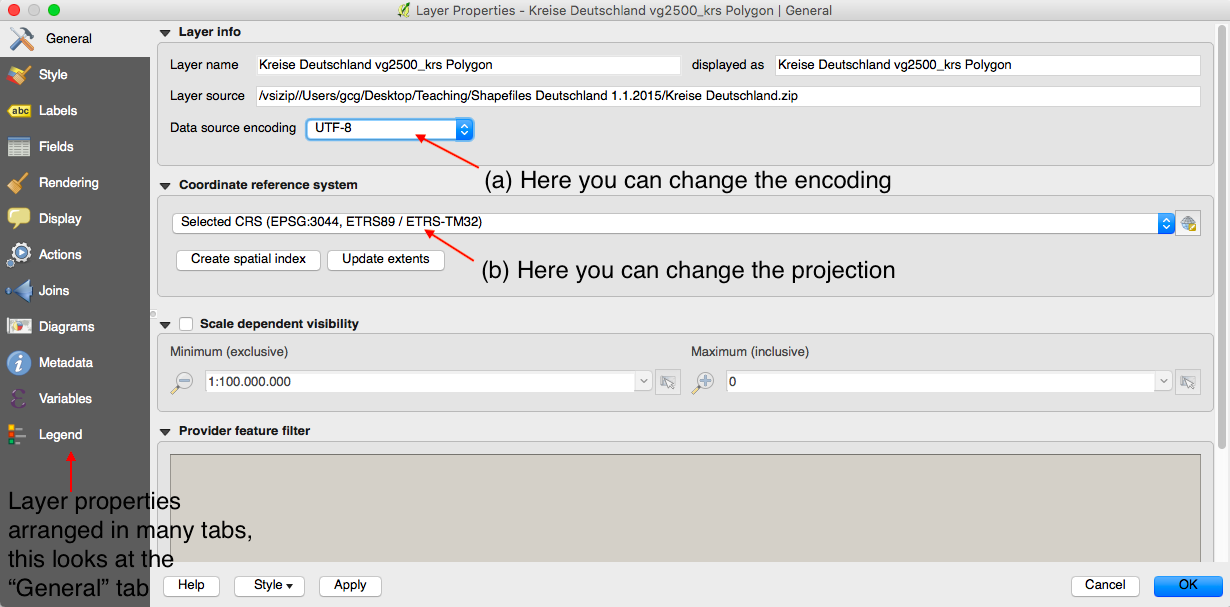 Layer Properties - Kreise Deutschland vg2500_krs Polygon | General
General
Style
Labels
Fields
Rendering
Display
Actions
Joins
Diagrams
Metadata
Variables
Legend
Layer properties
arranged in many tabs,
this looks at the
“General” tab
Layer info
Layer name Kreise Deutschland vg2500_krs Polygon displayed as Kreise Deutschland vg2500_krs Polygon
Layer source /vsizip//Users/gcg/Desktop/Teaching/Shapefiles Deutschland 1.1.2015/Kreise Deutschland.zip
Data source encoding UTF-8
(a) Here you can change the encoding
Coordinate reference system
Selected CRS (EPSG:3044, ETRS89 / ETRS-TM32)
Create spatial index Update extents
(b) Here you can change the projection
Scale dependent visibility
Minimum (exclusive) Maximum (inclusive)
1:100.000.000 0
Provider feature filter
Help Style Apply Cancel OK
abc